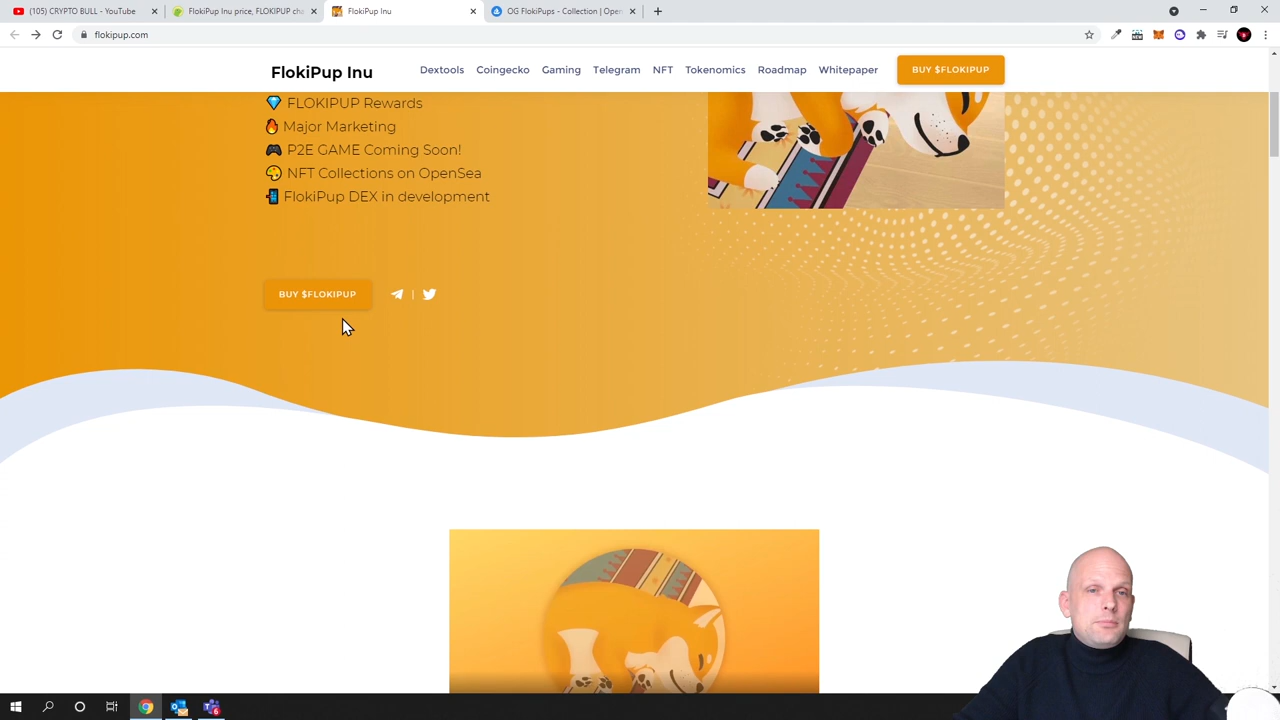 (105) CRYPTO BULL - YouTube
FlokiPup Inu price, FLOKIPUP cha
FlokiPup Inu
OG FlokiPups - Collection | Open
flokipup.com
FlokiPup Inu
Dextools
Coingecko
Gaming
Telegram
NFT
Tokenomics
Roadmap
Whitepaper
BUY $FLOKIPUP
FLOKIPUP Rewards
Major Marketing
P2E GAME Coming Soon!
NFT Collections on OpenSea
FlokiPup DEX in development
BUY $FLOKIPUP
|